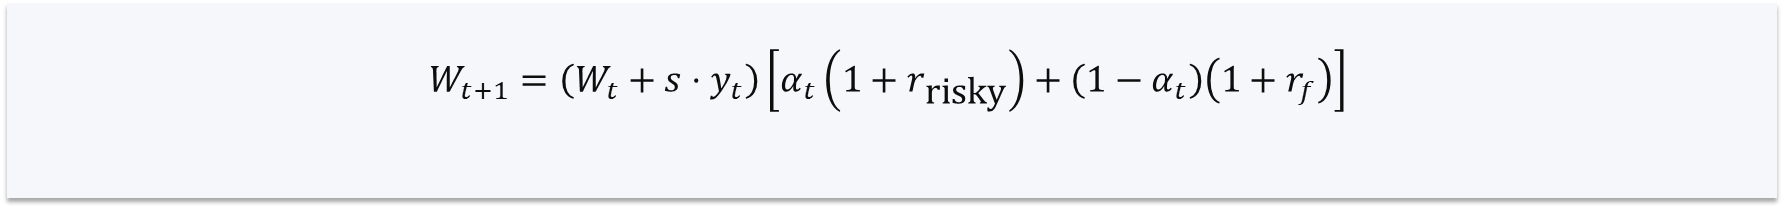 W_{t+1} = (W_t + s · y_t) [α_t (1 + r_risky) + (1 − α_t)(1 + r_f)]